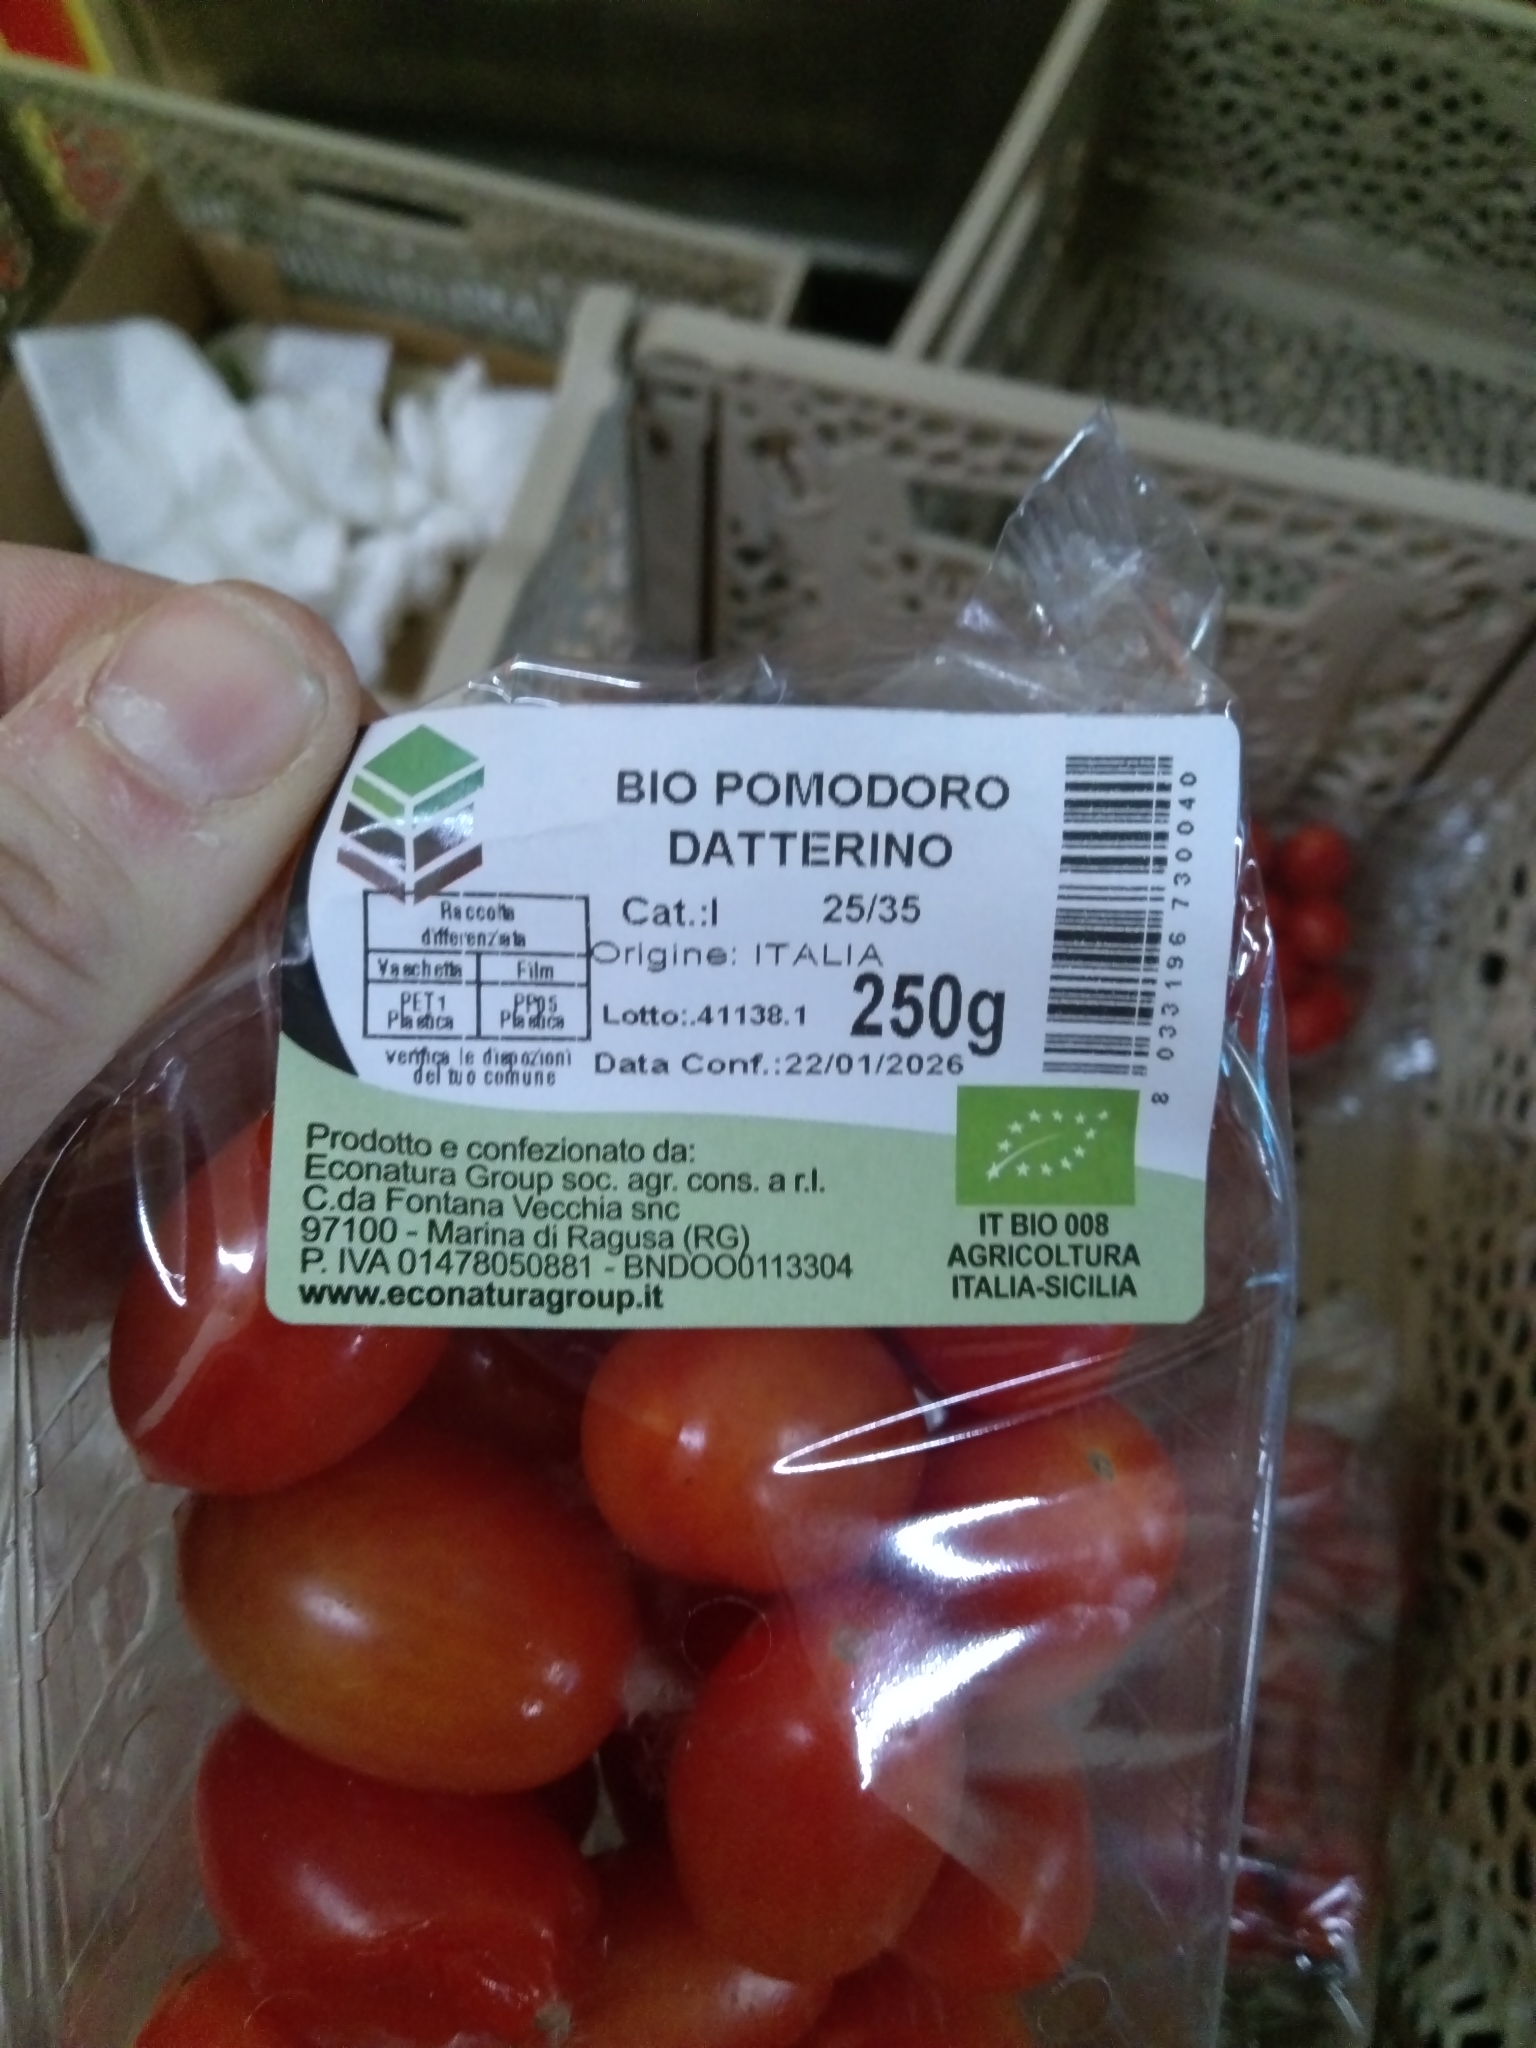 BIO POMODORO
DATTERINO
Cat.:I 25/35
Origine: ITALIA
250g
Lotto:.41138.1
Data Conf.:22/01/2026
Raccolta
differenziata
Vaschetta Film
PET1 PP05
Plastica Plastica
verifica le dispozioni
del tuo comune
8 033196 730040
Prodotto e confezionato da:
Econatura Group soc. agr. cons. a r.l.
C.da Fontana Vecchia snc
97100 - Marina di Ragusa (RG)
P. IVA 01478050881 - BNDOO0113304
www.econaturagroup.it
IT BIO 008
AGRICOLTURA
ITALIA-SICILIA